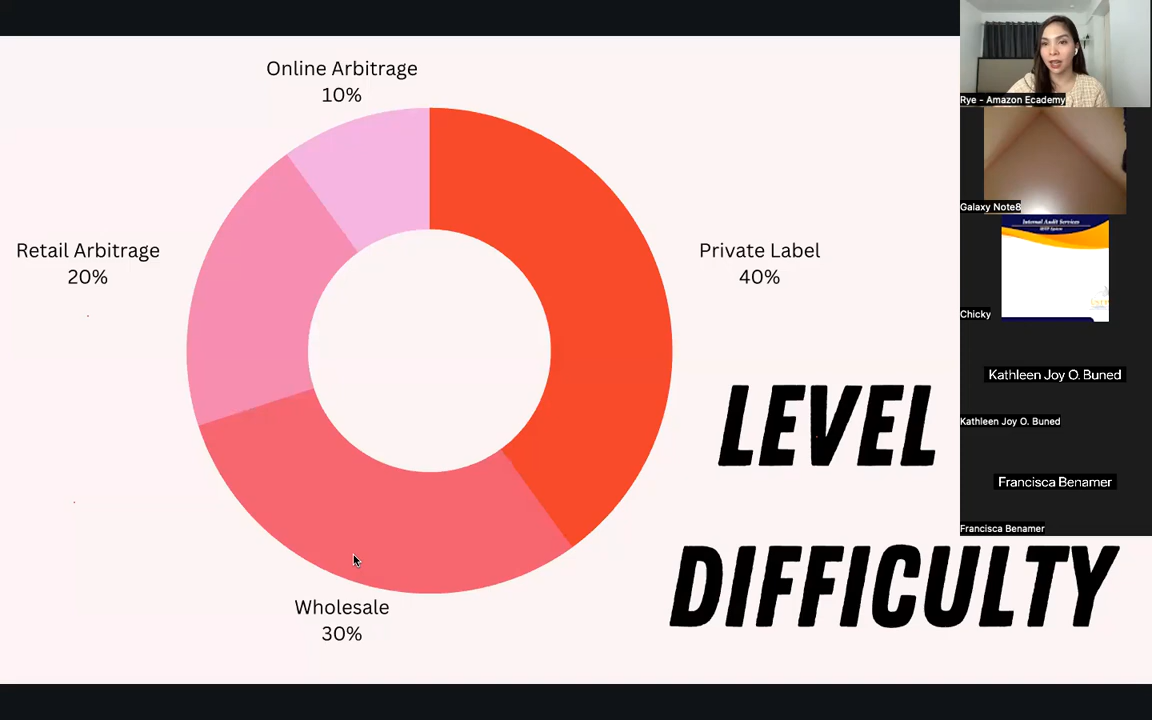 Online Arbitrage
10%
Retail Arbitrage
20%
Private Label
40%
Wholesale
30%
LEVEL
DIFFICULTY
Rye - Amazon Ecademy
Galaxy Note8
Internal Audit Services
Chicky
Kathleen Joy O. Buned
Kathleen Joy O. Buned
Francisca Benamer
Francisca Benamer